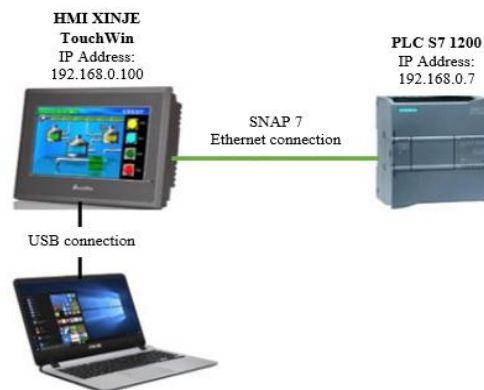 HMI XINJE
TouchWin
IP Address:
192.168.0.100
PLC S7 1200
IP Address:
192.168.0.7
SNAP 7
Ethernet connection
USB connection